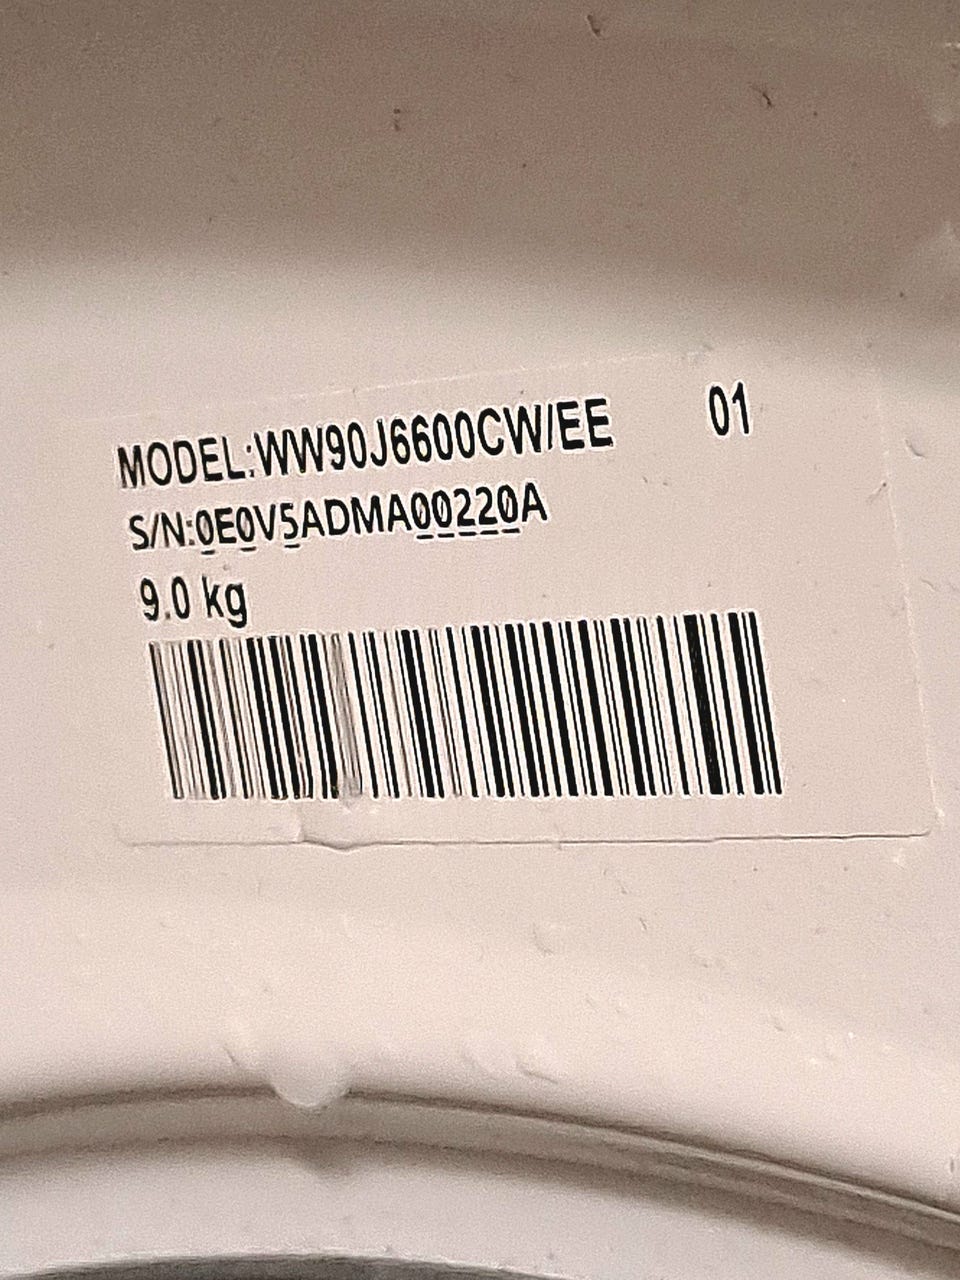 MODEL:WW90J6600CW/EE 01
S/N:0E0V5ADMA00220A
9.0 kg